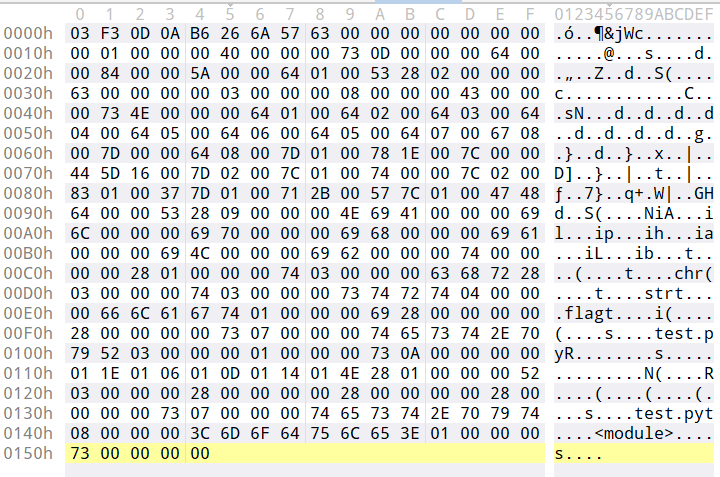 0 1 2 3 4 5 6 7 8 9 A B C D E F 0123456789ABCDEF
0000h 03 F3 0D 0A B6 26 6A 57 63 00 00 00 00 00 00 00 .ó..¶&jWc.......
0010h 00 01 00 00 00 40 00 00 00 73 0D 00 00 00 64 00 .....@...s....d.
0020h 00 84 00 00 5A 00 00 64 01 00 53 28 02 00 00 00 .„..Z..d..S(....
0030h 63 00 00 00 00 03 00 00 00 08 00 00 00 43 00 00 c............C..
0040h 00 73 4E 00 00 00 64 01 00 64 02 00 64 03 00 64 .sN...d..d..d..d
0050h 04 00 64 05 00 64 06 00 64 05 00 64 07 00 67 08 ..d..d..d..d..g.
0060h 00 7D 00 00 64 08 00 7D 01 00 78 1E 00 7C 00 00 .}..d..}..x..|..
0070h 44 5D 16 00 7D 02 00 7C 01 00 74 00 00 7C 02 00 D]..}..|..t..|..
0080h 83 01 00 37 7D 01 00 71 2B 00 57 7C 01 00 47 48 ƒ..7}..q+.W|..GH
0090h 64 00 00 53 28 09 00 00 00 4E 69 41 00 00 00 69 d..S(....NiA...i
00A0h 6C 00 00 00 69 70 00 00 00 69 68 00 00 00 69 61 l...ip...ih...ia
00B0h 00 00 00 69 4C 00 00 00 69 62 00 00 00 74 00 00 ...iL...ib...t..
00C0h 00 00 28 01 00 00 00 74 03 00 00 00 63 68 72 28 ..(....t....chr(
00D0h 03 00 00 00 74 03 00 00 00 73 74 72 74 04 00 00 ....t....strt...
00E0h 00 66 6C 61 67 74 01 00 00 00 69 28 00 00 00 00 .flagt....i(....
00F0h 28 00 00 00 00 73 07 00 00 00 74 65 73 74 2E 70 (....s....test.p
0100h 79 52 03 00 00 00 01 00 00 00 73 0A 00 00 00 00 yR........s.....
0110h 01 1E 01 06 01 0D 01 14 01 4E 28 01 00 00 00 52 .........N(....R
0120h 03 00 00 00 28 00 00 00 00 28 00 00 00 00 28 00 ....(....(....(.
0130h 00 00 00 73 07 00 00 00 74 65 73 74 2E 70 79 74 ...s....test.pyt
0140h 08 00 00 00 3C 6D 6F 64 75 6C 65 3E 01 00 00 00 ....<module>....
0150h 73 00 00 00 00 s....